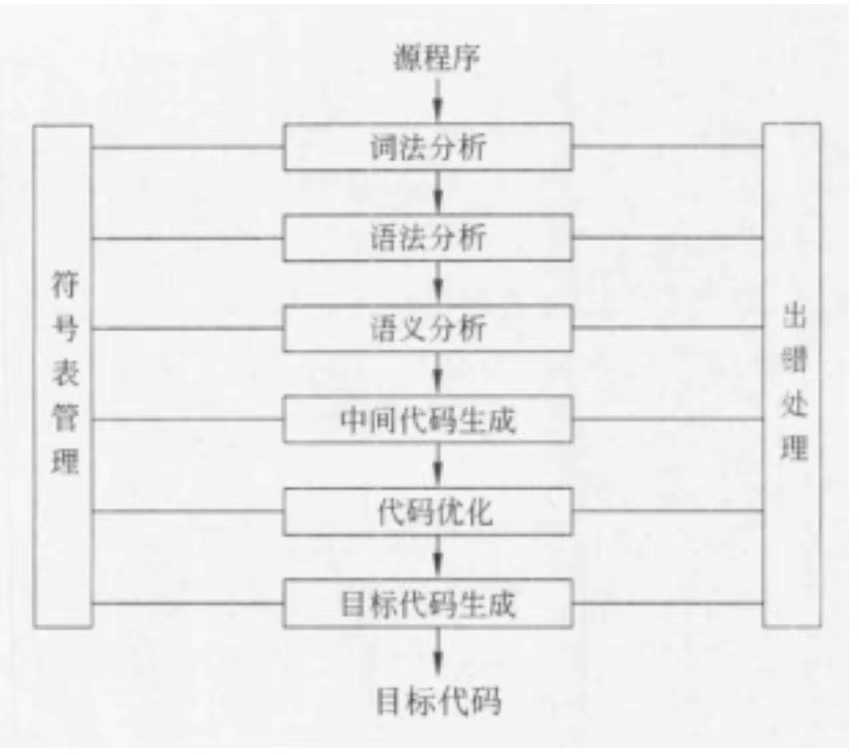 源程序
词法分析
语法分析
语义分析
中间代码生成
代码优化
目标代码生成
目标代码
符号表管理
出错处理